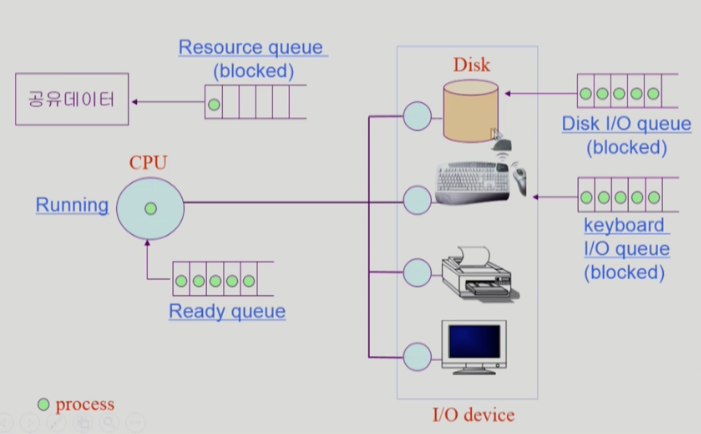 Resource queue
(blocked)
공유데이터
Disk
Disk I/O queue
(blocked)
CPU
Running
keyboard
I/O queue
(blocked)
Ready queue
process
I/O device